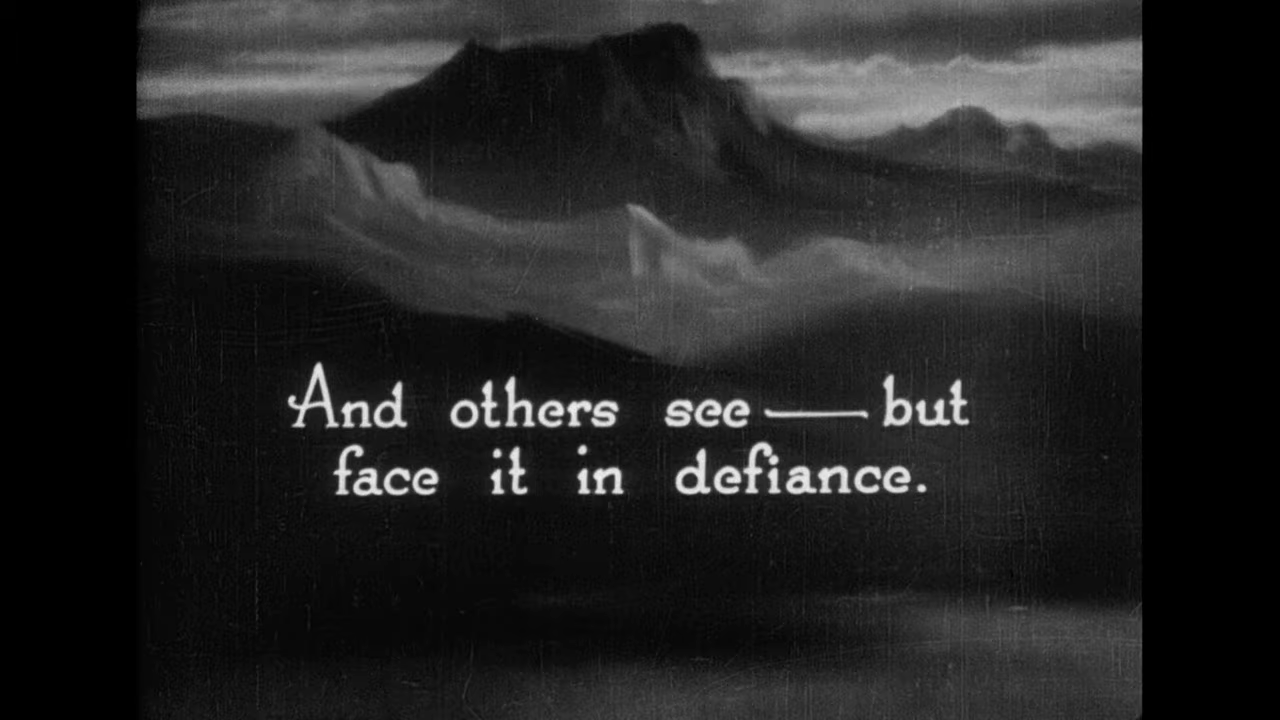 And others see — but
face it in defiance.